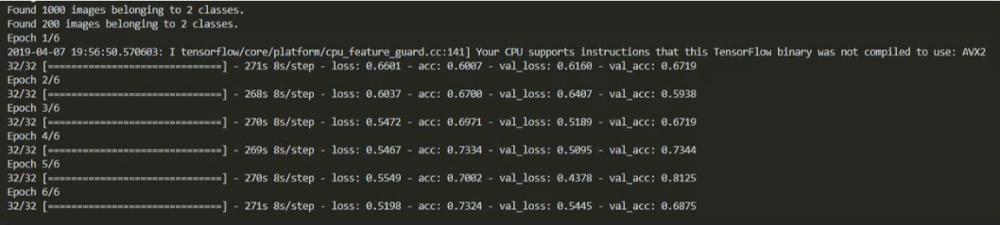 Found 1000 images belonging to 2 classes.
Found 200 images belonging to 2 classes.
Epoch 1/6
2019-04-07 19:56:50.570603: I tensorflow/core/platform/cpu_feature_guard.cc:141] Your CPU supports instructions that this TensorFlow binary was not compiled to use: AVX2
32/32 [==============================] - 271s 8s/step - loss: 0.6601 - acc: 0.6007 - val_loss: 0.6160 - val_acc: 0.6719
Epoch 2/6
32/32 [==============================] - 268s 8s/step - loss: 0.6037 - acc: 0.6700 - val_loss: 0.6407 - val_acc: 0.5938
Epoch 3/6
32/32 [==============================] - 270s 8s/step - loss: 0.5472 - acc: 0.6971 - val_loss: 0.5189 - val_acc: 0.6719
Epoch 4/6
32/32 [==============================] - 269s 8s/step - loss: 0.5467 - acc: 0.7334 - val_loss: 0.5095 - val_acc: 0.7344
Epoch 5/6
32/32 [==============================] - 270s 8s/step - loss: 0.5549 - acc: 0.7002 - val_loss: 0.4378 - val_acc: 0.8125
Epoch 6/6
32/32 [==============================] - 271s 8s/step - loss: 0.5198 - acc: 0.7324 - val_loss: 0.5445 - val_acc: 0.6875